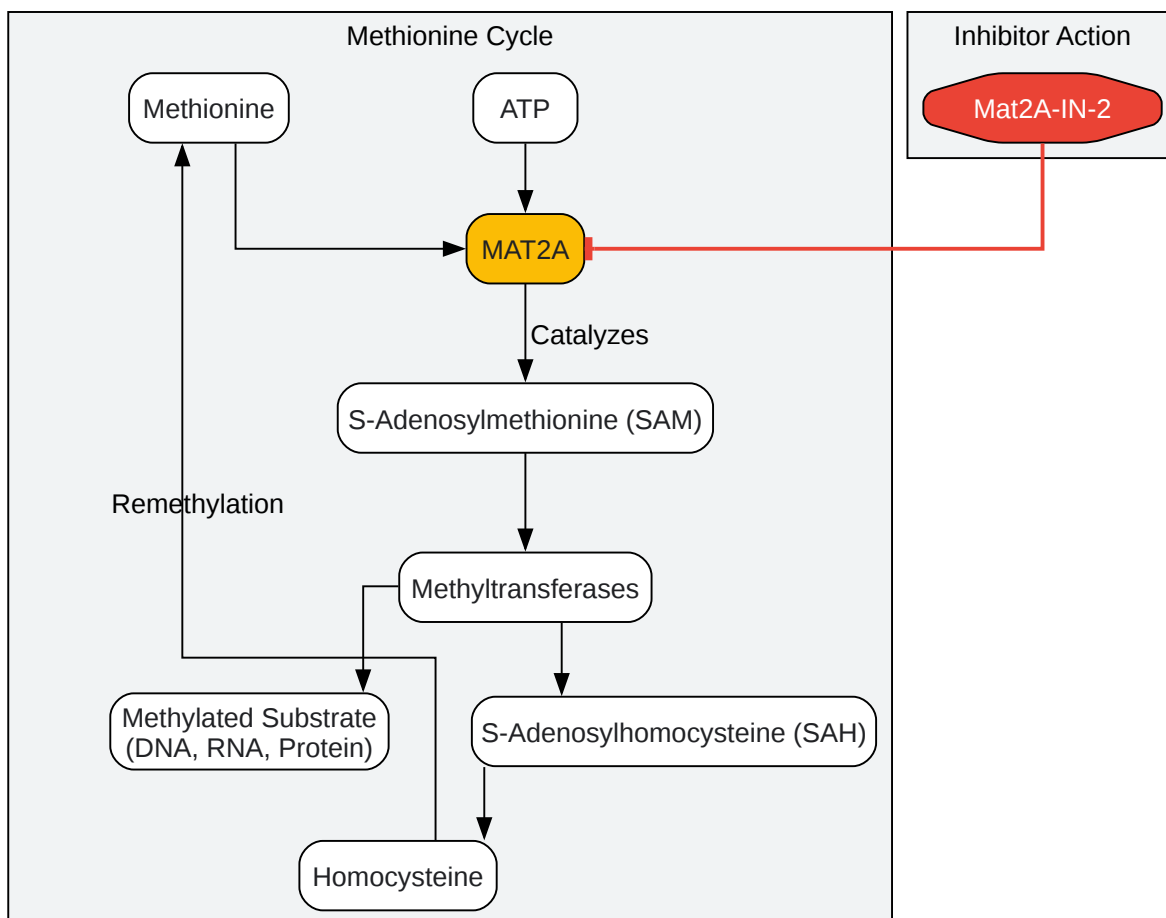 Methionine Cycle
Inhibitor Action
Methionine
ATP
Mat2A-IN-2
MAT2A
Catalyzes
S-Adenosylmethionine (SAM)
Remethylation
Methyltransferases
Methylated Substrate
(DNA, RNA, Protein)
S-Adenosylhomocysteine (SAH)
Homocysteine